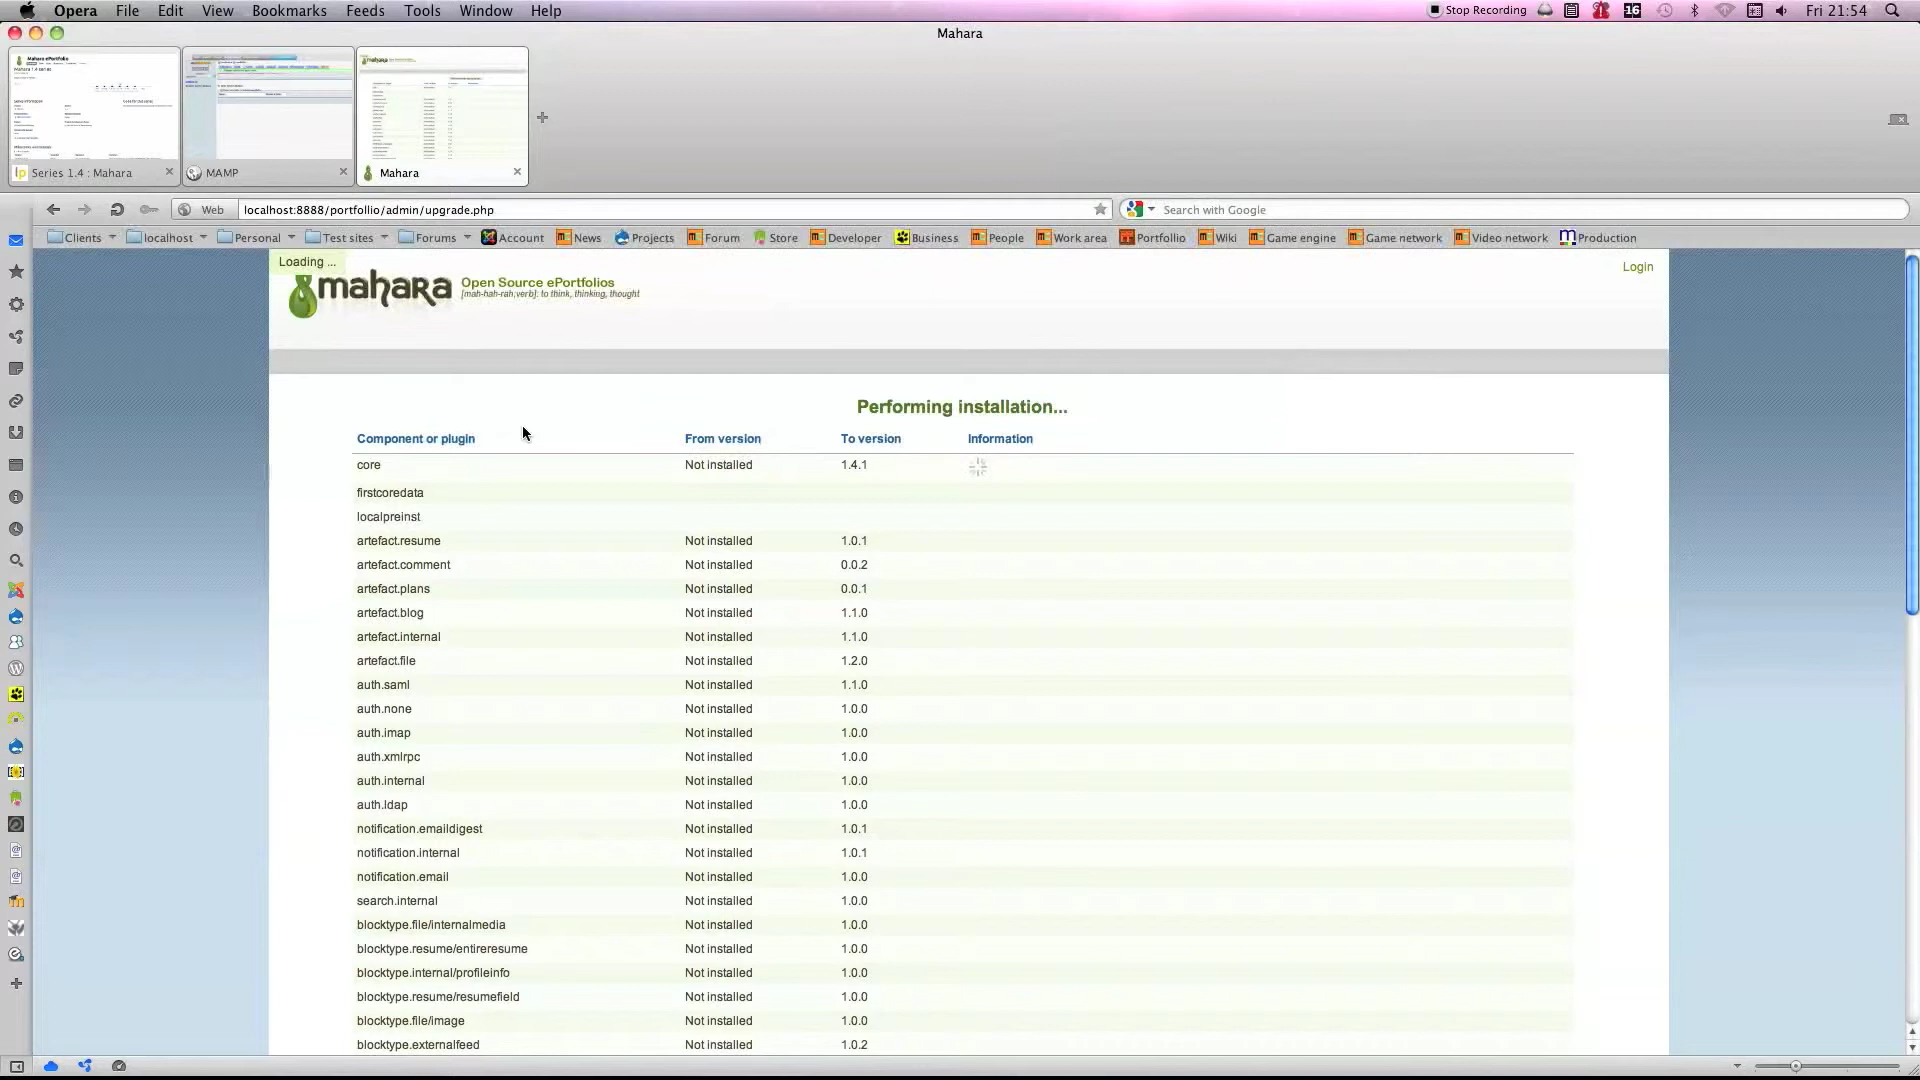 Opera File Edit View Bookmarks Feeds Tools Window Help Stop Recording 16 Fri 21:54
Mahara
Series 1.4 : Mahara MAMP Mahara
Web localhost:8888/portfollio/admin/upgrade.php Search with Google
Clients localhost Personal Test sites Forums Account News Projects Forum Store Developer Business People Work area Portfollio Wiki Game engine Game network Video network Production
Loading ...
mahara Open Source ePortfolios Login
[mah-hah-rah;verb]: to think, thinking, thought
Performing installation...
Component or plugin From version To version Information
core Not installed 1.4.1
firstcoredata
localpreinst
artefact.resume Not installed 1.0.1
artefact.comment Not installed 0.0.2
artefact.plans Not installed 0.0.1
artefact.blog Not installed 1.1.0
artefact.internal Not installed 1.1.0
artefact.file Not installed 1.2.0
auth.saml Not installed 1.1.0
auth.none Not installed 1.0.0
auth.imap Not installed 1.0.0
auth.xmlrpc Not installed 1.0.0
auth.internal Not installed 1.0.0
auth.ldap Not installed 1.0.0
notification.emaildigest Not installed 1.0.1
notification.internal Not installed 1.0.1
notification.email Not installed 1.0.0
search.internal Not installed 1.0.0
blocktype.file/internalmedia Not installed 1.0.0
blocktype.resume/entireresume Not installed 1.0.0
blocktype.internal/profileinfo Not installed 1.0.0
blocktype.resume/resumefield Not installed 1.0.0
blocktype.file/image Not installed 1.0.0
blocktype.externalfeed Not installed 1.0.2